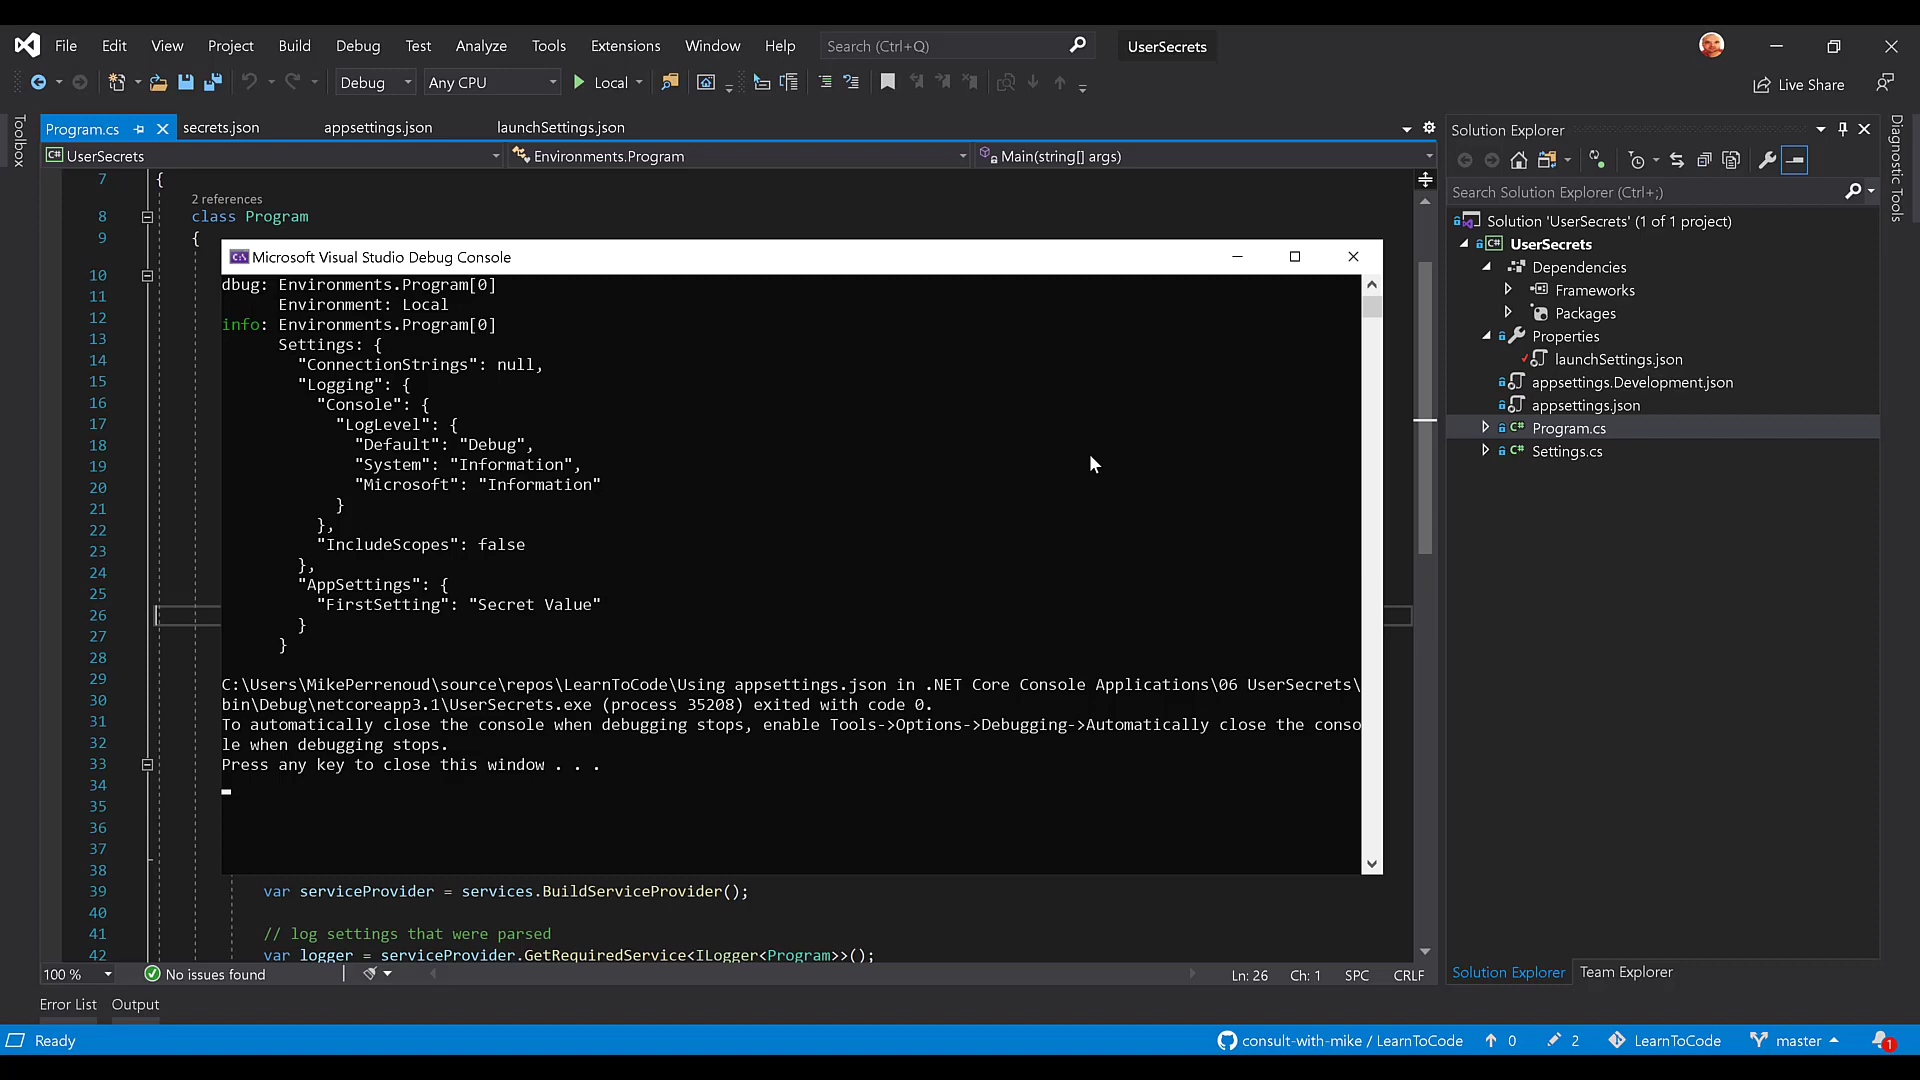 File Edit View Project Build Debug Test Analyze Tools Extensions Window Help Search (Ctrl+Q) UserSecrets
Debug Any CPU Local Live Share
Toolbox
Program.cs secrets.json appsettings.json launchSettings.json
UserSecrets Environments.Program Main(string[] args)
7 {
2 references
8 class Program
9 {
10
11
12
13
14
15
16
17
18
19
20
21
22
23
24
25
26
27
28
29
30
31
32
33
34
35
36
37
38
39 var serviceProvider = services.BuildServiceProvider();
40
41 // log settings that were parsed
42 var logger = serviceProvider.GetRequiredService<ILogger<Program>>();
Microsoft Visual Studio Debug Console
dbug: Environments.Program[0]
Environment: Local
info: Environments.Program[0]
Settings: {
"ConnectionStrings": null,
"Logging": {
"Console": {
"LogLevel": {
"Default": "Debug",
"System": "Information",
"Microsoft": "Information"
}
},
"IncludeScopes": false
},
"AppSettings": {
"FirstSetting": "Secret Value"
}
}
C:\Users\MikePerrenoud\source\repos\LearnToCode\Using appsettings.json in .NET Core Console Applications\06 UserSecrets\
bin\Debug\netcoreapp3.1\UserSecrets.exe (process 35208) exited with code 0.
To automatically close the console when debugging stops, enable Tools->Options->Debugging->Automatically close the conso
le when debugging stops.
Press any key to close this window . . .
100 % No issues found Ln: 26 Ch: 1 SPC CRLF
Error List Output
Solution Explorer
Search Solution Explorer (Ctrl+;)
Solution 'UserSecrets' (1 of 1 project)
UserSecrets
Dependencies
Frameworks
Packages
Properties
launchSettings.json
appsettings.Development.json
appsettings.json
Program.cs
Settings.cs
Solution Explorer Team Explorer
Diagnostic Tools
Ready consult-with-mike / LearnToCode 0 2 LearnToCode master 1